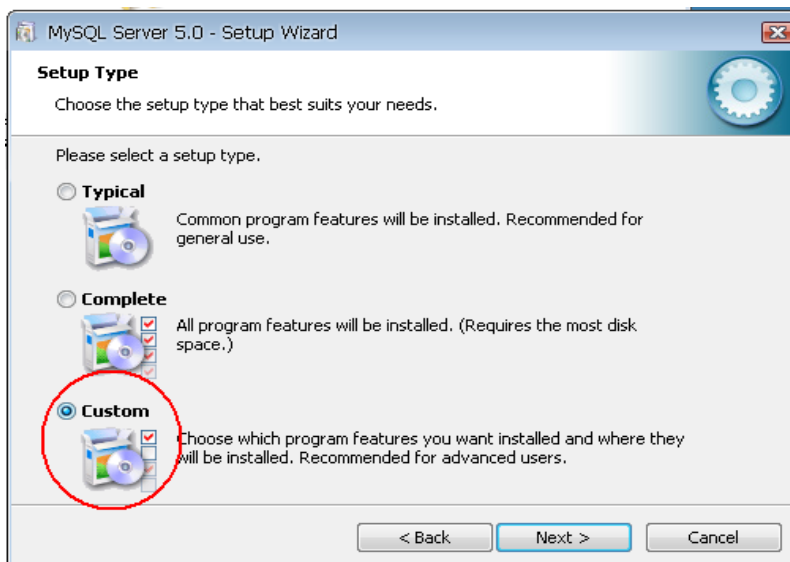 MySQL Server 5.0 - Setup Wizard
Setup Type
Choose the setup type that best suits your needs.
Please select a setup type.
Typical
Common program features will be installed. Recommended for
general use.
Complete
All program features will be installed. (Requires the most disk
space.)
Custom
Choose which program features you want installed and where they
will be installed. Recommended for advanced users.
< Back
Next >
Cancel